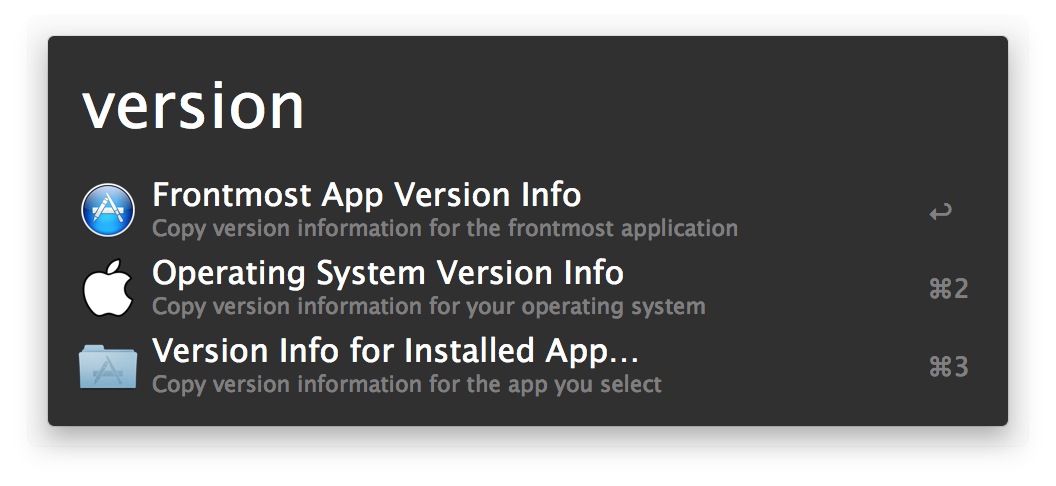 version
Frontmost App Version Info
Copy version information for the frontmost application
↩
Operating System Version Info
Copy version information for your operating system
⌘2
Version Info for Installed App...
Copy version information for the app you select
⌘3